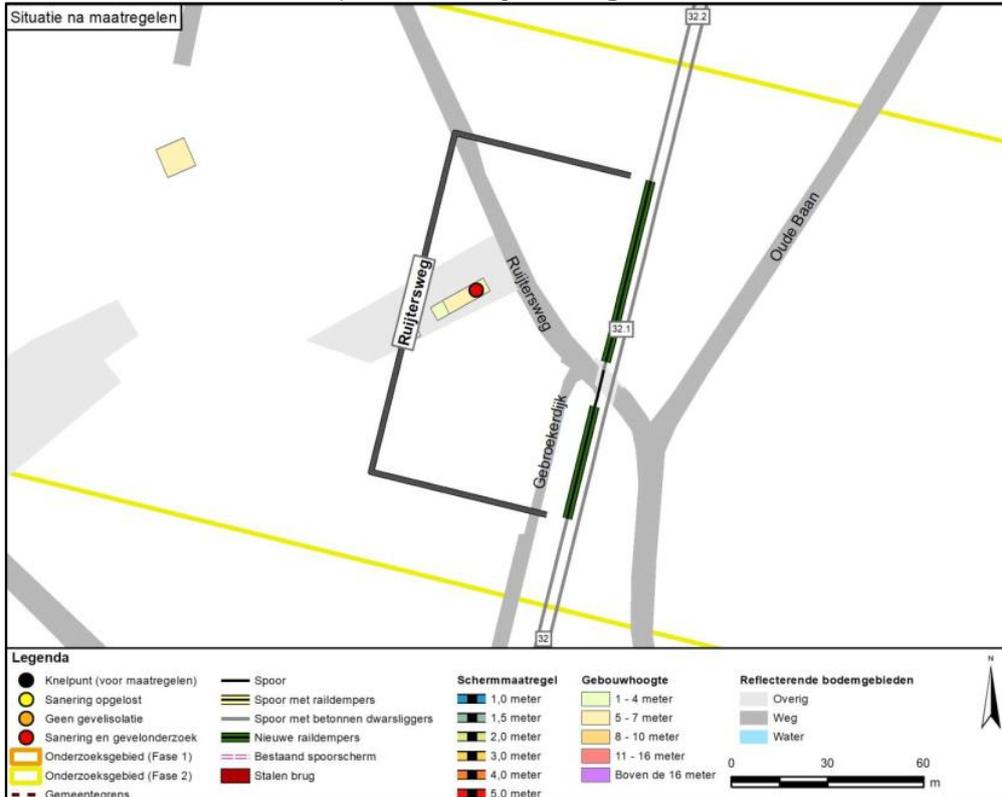 Situatie na maatregelen
32.2
Oude Baan
Ruijtersweg
Ruijtersweg
32.1
Gebroekerdijk
32
Legenda
Knelpunt (voor maatregelen)
Sanering opgelost
Geen gevelisolatie
Sanering en gevelonderzoek
Onderzoeksgebied (Fase 1)
Onderzoeksgebied (Fase 2)
Gemeentegrens
Spoor
Spoor met raildempers
Spoor met betonnen dwarsliggers
Nieuwe raildempers
Bestaand spoorscherm
Stalen brug
Schermmaatregel
1,0 meter
1,5 meter
2,0 meter
3,0 meter
4,0 meter
5,0 meter
Gebouwhoogte
1 - 4 meter
5 - 7 meter
8 - 10 meter
11 - 16 meter
Boven de 16 meter
Reflecterende bodemgebieden
Overig
Weg
Water
N
0 30 60
m